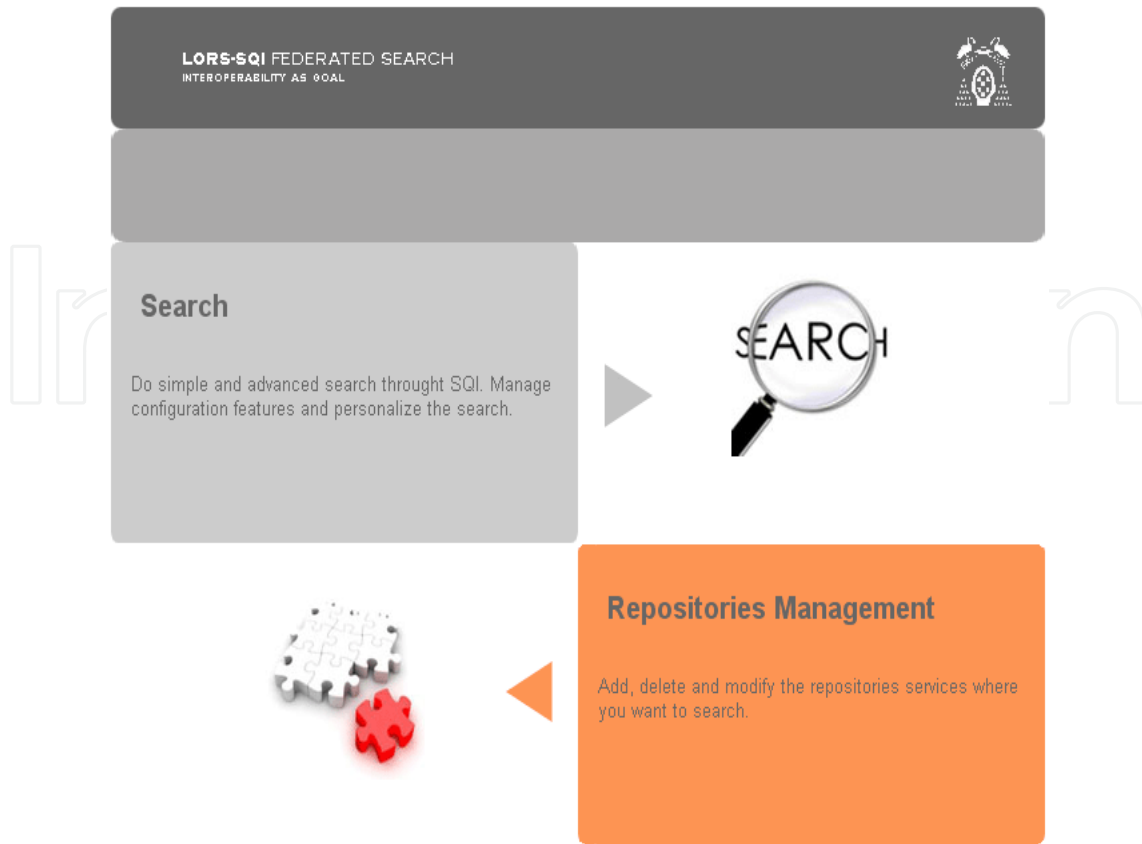 LORS-SQI FEDERATED SEARCH
INTEROPERABILITY AS GOAL
Search
Do simple and advanced search throught SQI. Manage
configuration features and personalize the search.
SEARCH
Repositories Management
Add, delete and modify the repositories services where
you want to search.